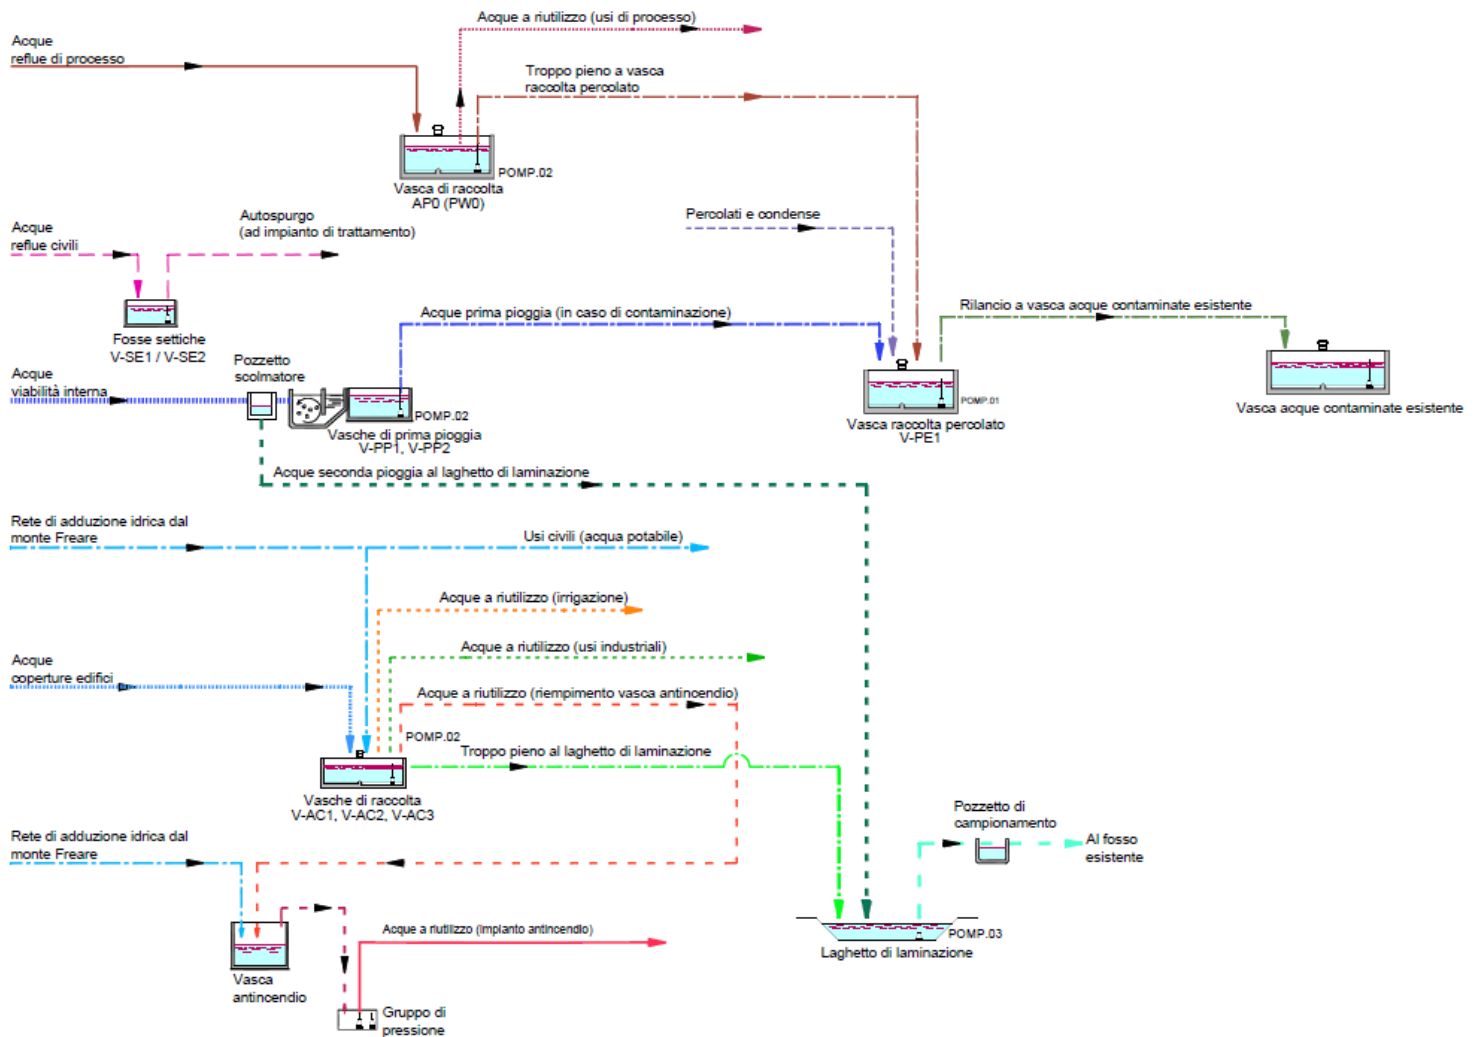 Acque a riutilizzo (usi di processo)
Acque
reflue di processo
Troppo pieno a vasca
raccolta percolato
POMP.02
Vasca di raccolta
AP0 (PW0)
Acque
reflue civili
Autospurgo
(ad impianto di trattamento)
Percolati e condense
Fosse settiche
V-SE1 / V-SE2
Acque prima pioggia (in caso di contaminazione)
Rilancio a vasca acque contaminate esistente
Acque
viabilità interna
Pozzetto
scolmatore
POMP.02
Vasche di prima pioggia
V-PP1, V-PP2
POMP.01
Vasca raccolta percolato
V-PE1
Vasca acque contaminate esistente
Acque seconda pioggia al laghetto di laminazione
Rete di adduzione idrica dal
monte Freare
Usi civili (acqua potabile)
Acque a riutilizzo (irrigazione)
Acque a riutilizzo (usi industriali)
Acque
coperture edifici
Acque a riutilizzo (riempimento vasca antincendio)
POMP.02
Troppo pieno al laghetto di laminazione
Vasche di raccolta
V-AC1, V-AC2, V-AC3
Rete di adduzione idrica dal
monte Freare
Pozzetto di
campionamento
Al fosso
esistente
Acque a riutilizzo (impianto antincendio)
POMP.03
Laghetto di laminazione
Vasca
antincendio
Gruppo di
pressione